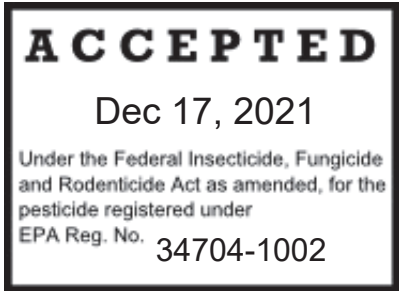 ACCEPTED
Dec 17, 2021
Under the Federal Insecticide, Fungicide
and Rodenticide Act as amended, for the
pesticide registered under
EPA Reg. No. 34704-1002